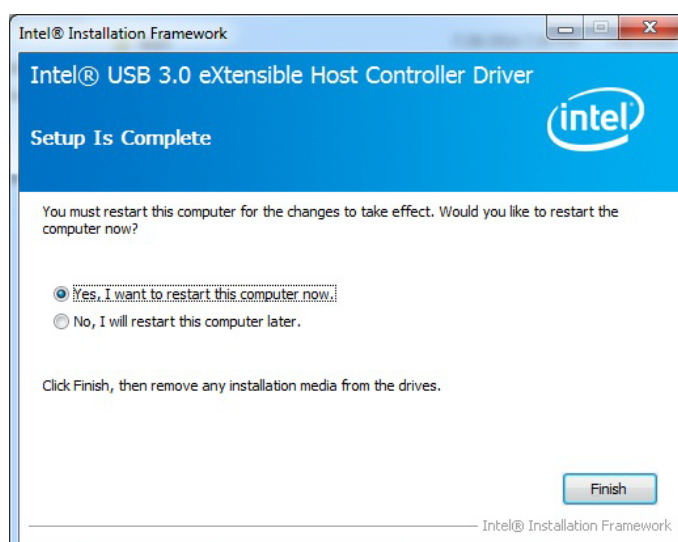 Intel® Installation Framework
Intel® USB 3.0 eXtensible Host Controller Driver
intel
Setup Is Complete
You must restart this computer for the changes to take effect. Would you like to restart the
computer now?
Yes, I want to restart this computer now.
No, I will restart this computer later.
Click Finish, then remove any installation media from the drives.
Finish
Intel® Installation Framework